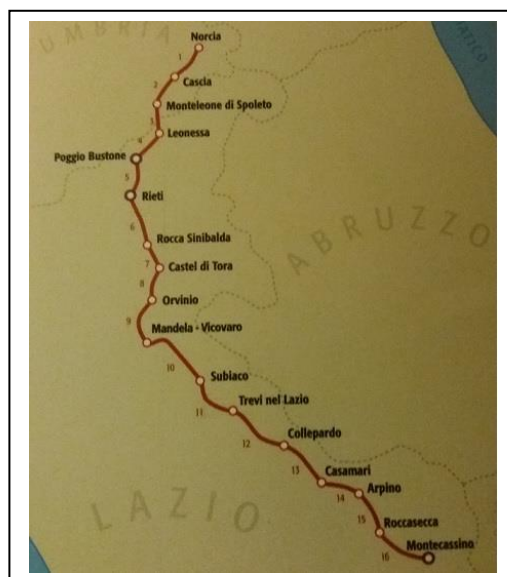 UMBRIA
Norcia
1
Cascia
2
Monteleone di Spoleto
3
Leonessa
4
Poggio Bustone
5
Rieti
6
Rocca Sinibalda
7
Castel di Tora
8
Orvinio
9
Mandela - Vicovaro
10
Subiaco
11
Trevi nel Lazio
12
Collepardo
13
Casamari
14
Arpino
15
Roccasecca
16
Montecassino
ABRUZZO
LAZIO